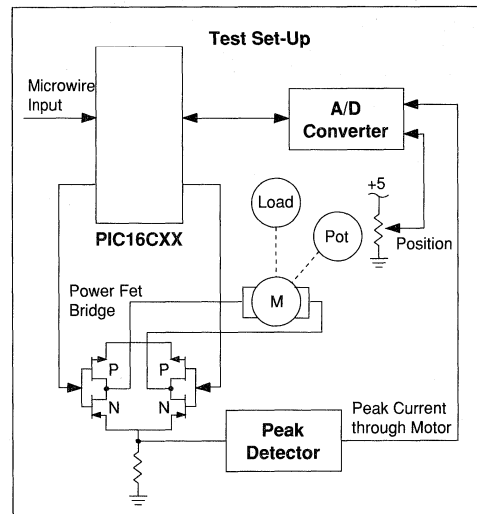 Test Set-Up
Microwire
Input
A/D
Converter
+5
Load
Pot
Position
PIC16CXX
M
Power Fet
Bridge
P
P
N
N
Peak
Detector
Peak Current
through Motor